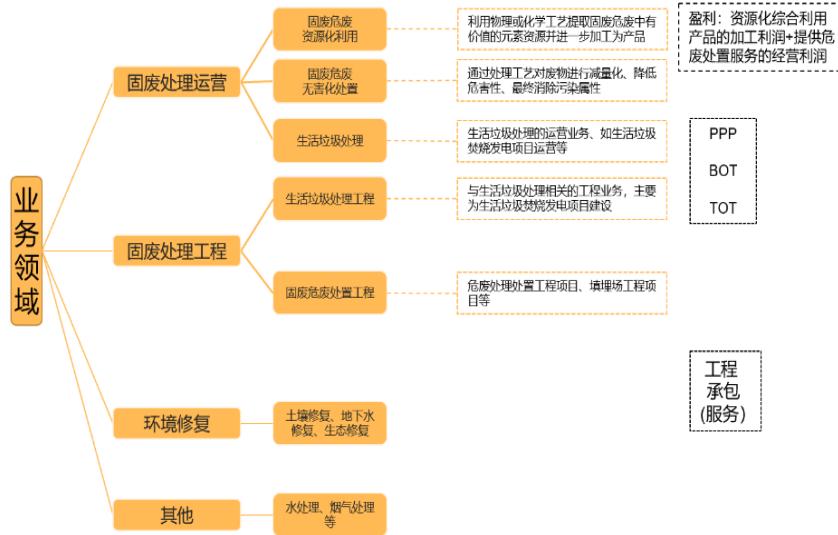 业
务
领
域
固废处理运营
固废危废
资源化利用
利用物理或化学工艺提取固废危废中有
价值的元素资源并进一步加工为产品
盈利：资源化综合利用
产品的加工利润+提供危
废处置服务的经营利润
固废危废
无害化处置
通过处理工艺对废物进行减量化、降低
危害性、最终消除污染属性
生活垃圾处理
生活垃圾处理的运营业务、如生活垃圾
焚烧发电项目运营等
PPP
BOT
TOT
固废处理工程
生活垃圾处理工程
与生活垃圾处理相关的工程业务，主要
为生活垃圾焚烧发电项目建设
固废危废处置工程
危废处理处置工程项目、填埋场工程项
目等
工程
承包
(服务)
环境修复
土壤修复、地下水
修复、生态修复
其他
水处理、烟气处理
等